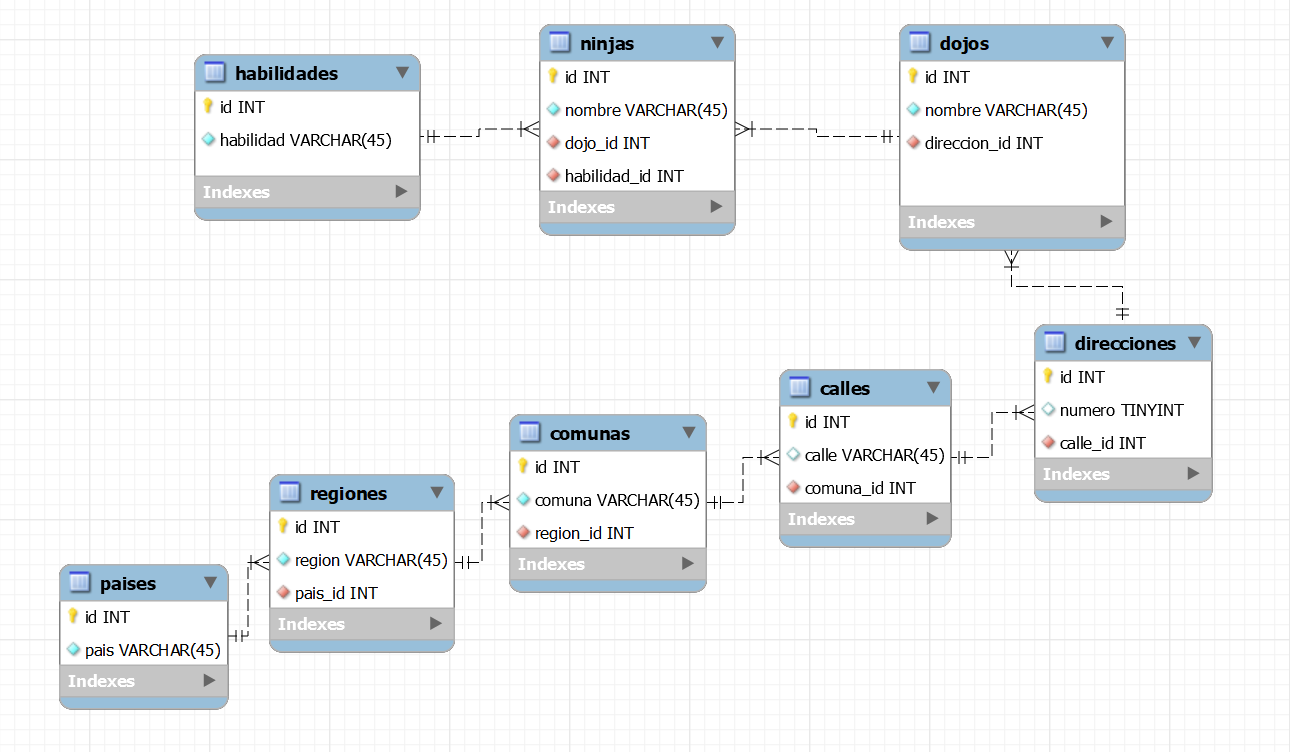 habilidades
id INT
habilidad VARCHAR(45)
Indexes
ninjas
id INT
nombre VARCHAR(45)
dojo_id INT
habilidad_id INT
Indexes
dojos
id INT
nombre VARCHAR(45)
direccion_id INT
Indexes
direcciones
id INT
numero TINYINT
calle_id INT
Indexes
calles
id INT
calle VARCHAR(45)
comuna_id INT
Indexes
comunas
id INT
comuna VARCHAR(45)
region_id INT
Indexes
regiones
id INT
region VARCHAR(45)
pais_id INT
Indexes
paises
id INT
pais VARCHAR(45)
Indexes